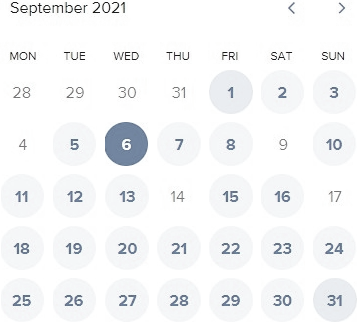 September 2021
MON TUE WED THU FRI SAT SUN
28 29 30 31 1 2 3
4 5 6 7 8 9 10
11 12 13 14 15 16 17
18 19 20 21 22 23 24
25 26 27 28 29 30 31